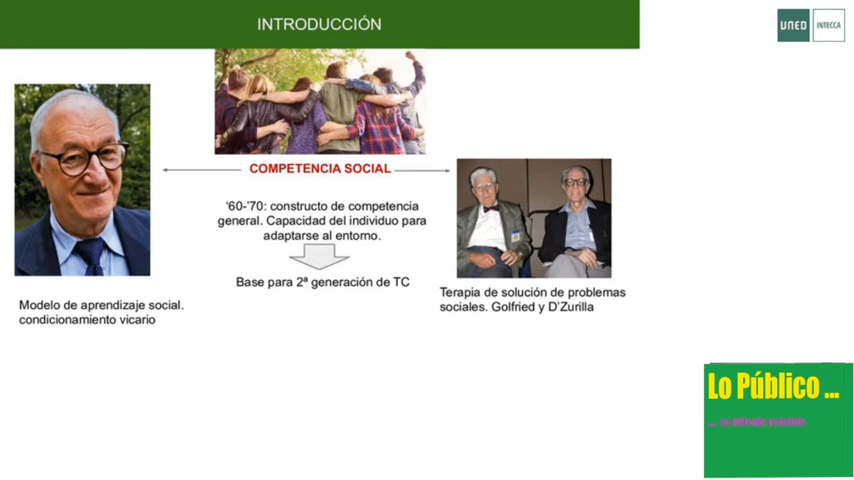 INTRODUCCIÓN
UNED
INTECCA
COMPETENCIA SOCIAL
'60-'70: constructo de competencia
general. Capacidad del individuo para
adaptarse al entorno.
Base para 2ª generación de TC
Modelo de aprendizaje social.
condicionamiento vicario
Terapia de solución de problemas
sociales. Golfried y D'Zurilla
Lo Público ...